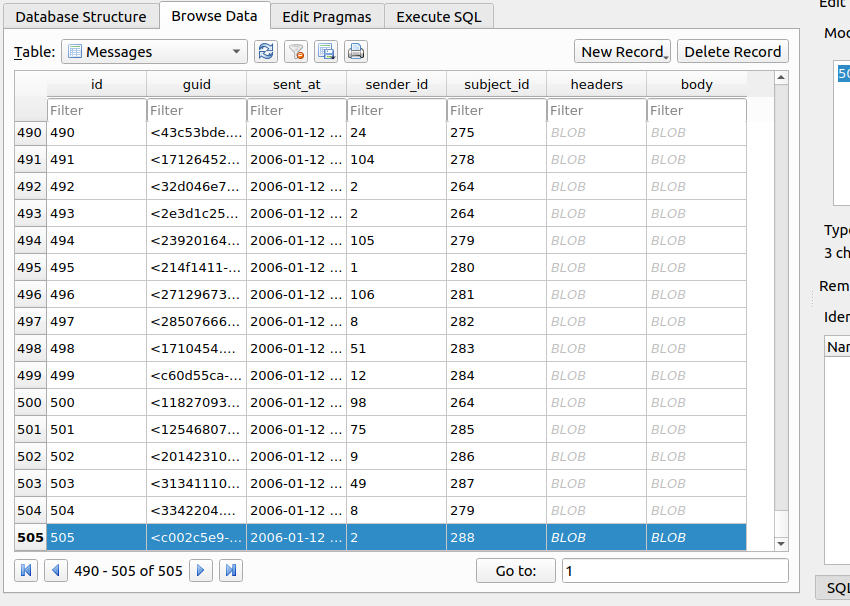 Edit
Database Structure Browse Data Edit Pragmas Execute SQL
Table: Messages New Record Delete Record
id guid sent_at sender_id subject_id headers body
Filter Filter Filter Filter Filter Filter Filter
490 490 <43c53bde.... 2006-01-12 ... 24 275 BLOB BLOB
491 491 <17126452... 2006-01-12 ... 104 278 BLOB BLOB
492 492 <32d046e7... 2006-01-12 ... 2 264 BLOB BLOB
493 493 <2e3d1c25... 2006-01-12 ... 2 264 BLOB BLOB
494 494 <23920164... 2006-01-12 ... 105 279 BLOB BLOB
495 495 <214f1411-... 2006-01-12 ... 1 280 BLOB BLOB
496 496 <27129673... 2006-01-12 ... 106 281 BLOB BLOB
497 497 <28507666... 2006-01-12 ... 8 282 BLOB BLOB
498 498 <1710454.... 2006-01-12 ... 51 283 BLOB BLOB
499 499 <c60d55ca-... 2006-01-12 ... 12 284 BLOB BLOB
500 500 <11827093... 2006-01-12 ... 98 264 BLOB BLOB
501 501 <12546807... 2006-01-12 ... 75 285 BLOB BLOB
502 502 <20142310... 2006-01-12 ... 9 286 BLOB BLOB
503 503 <31341110... 2006-01-12 ... 49 287 BLOB BLOB
504 504 <3342204.... 2006-01-12 ... 8 279 BLOB BLOB
505 505 <c002c5e9-... 2006-01-12 ... 2 288 BLOB BLOB
490 - 505 of 505 Go to: 1
3 ch
SQL